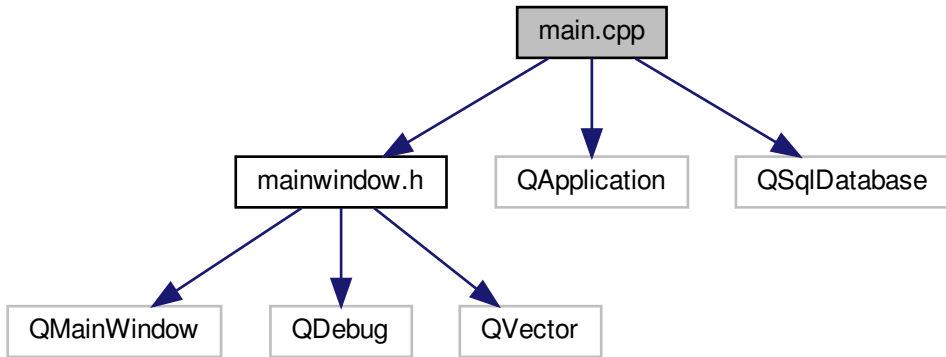 main.cpp
mainwindow.h
QApplication
QSqlDatabase
QMainWindow
QDebug
QVector